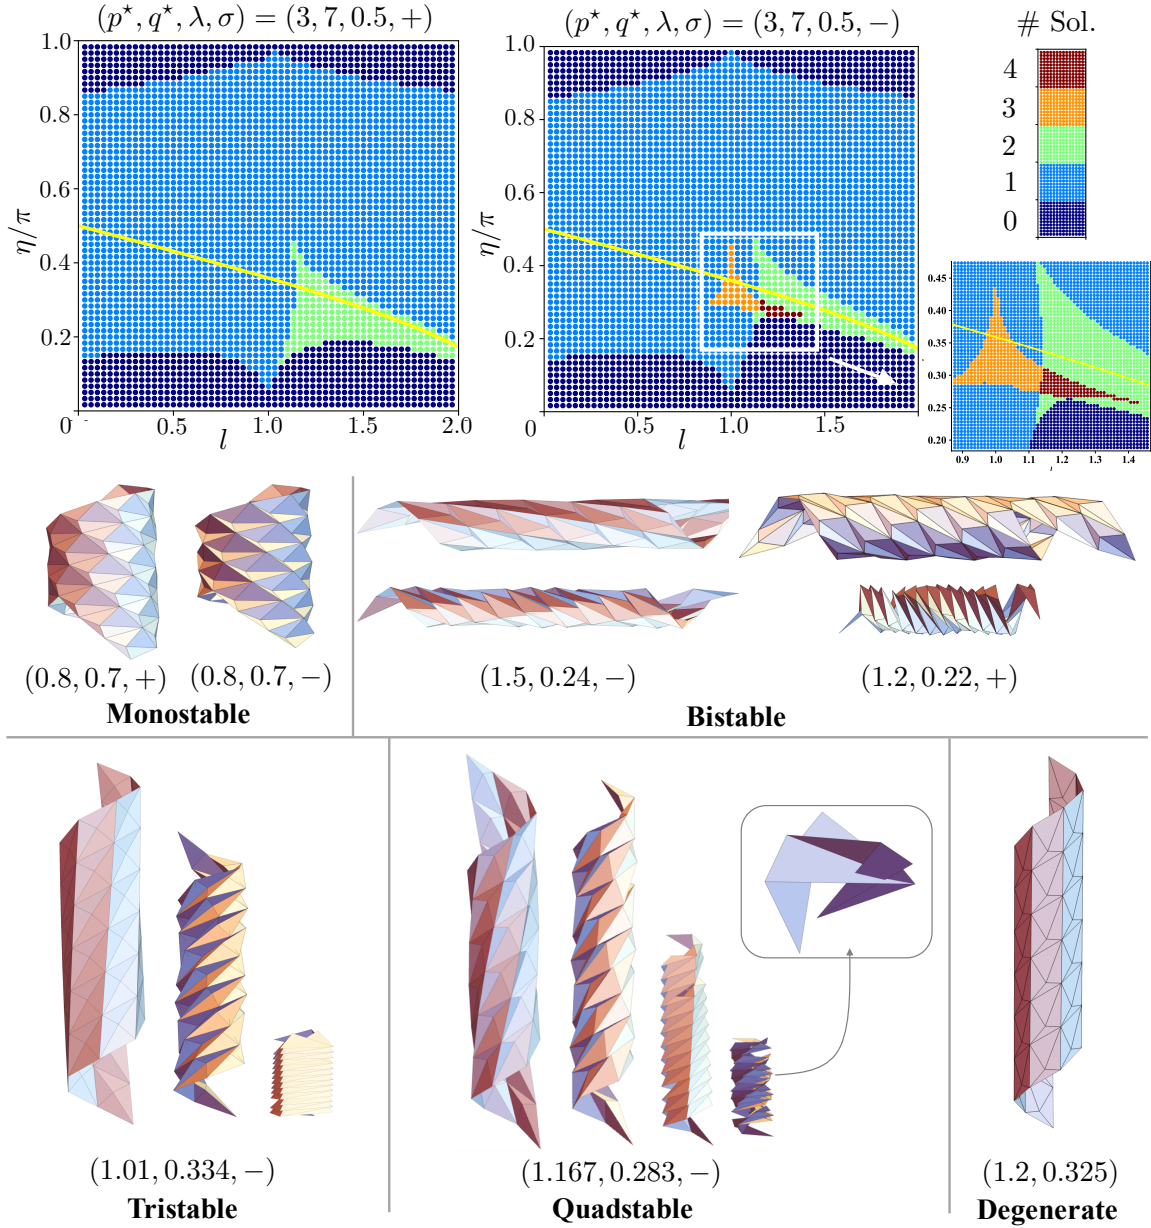 (p⋆, q⋆, λ, σ) = (3, 7, 0.5, +)
1.0
0.8
0.6
0.4
0.2
0
η/π
0.5
1.0
1.5
2.0
l
(p⋆, q⋆, λ, σ) = (3, 7, 0.5, −)
1.0
0.8
0.6
0.4
0.2
0
η/π
0.5
1.0
1.5
l
# Sol.
4
3
2
1
0
0.45
0.40
0.35
0.30
0.25
0.20
0.9
1.0
1.1
1.2
1.3
1.4
(0.8, 0.7, +)
(0.8, 0.7, −)
Monostable
(1.5, 0.24, −)
(1.2, 0.22, +)
Bistable
(1.01, 0.334, −)
Tristable
(1.167, 0.283, −)
Quadstable
(1.2, 0.325)
Degenerate